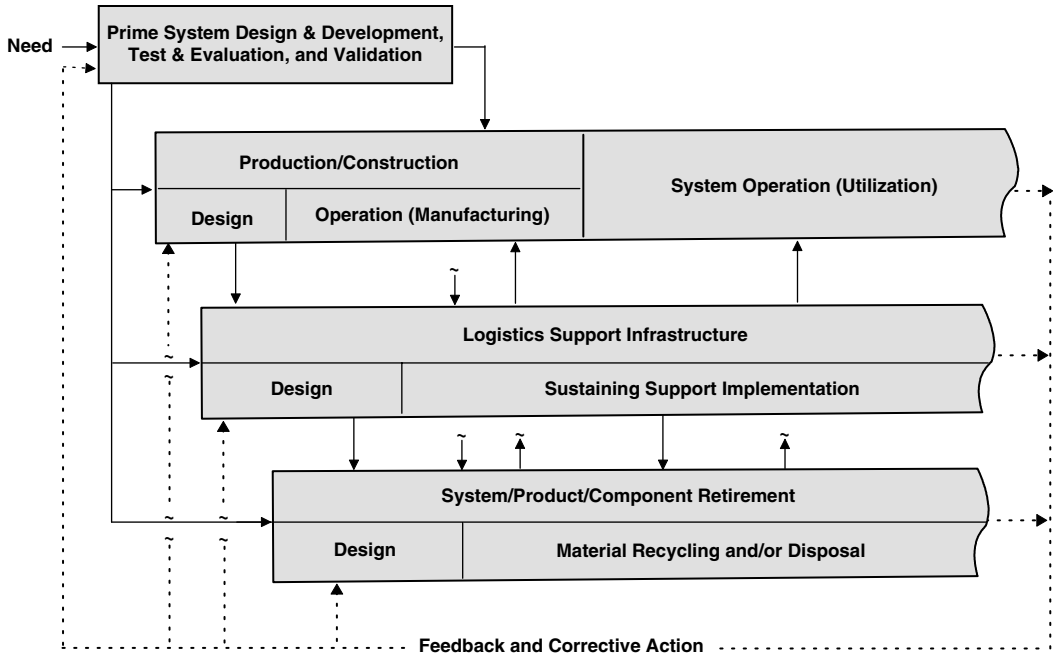 Prime System Design & Development,
Need
Test & Evaluation, and Validation
Production/Construction
System Operation (Utilization)
Design
Operation (Manufacturing)
~
Logistics Support Infrastructure
~
~
Design
Sustaining Support Implementation
~
~
~
System/Product/Component Retirement
~
~
~
~
Design
Material Recycling and/or Disposal
Feedback and Corrective Action